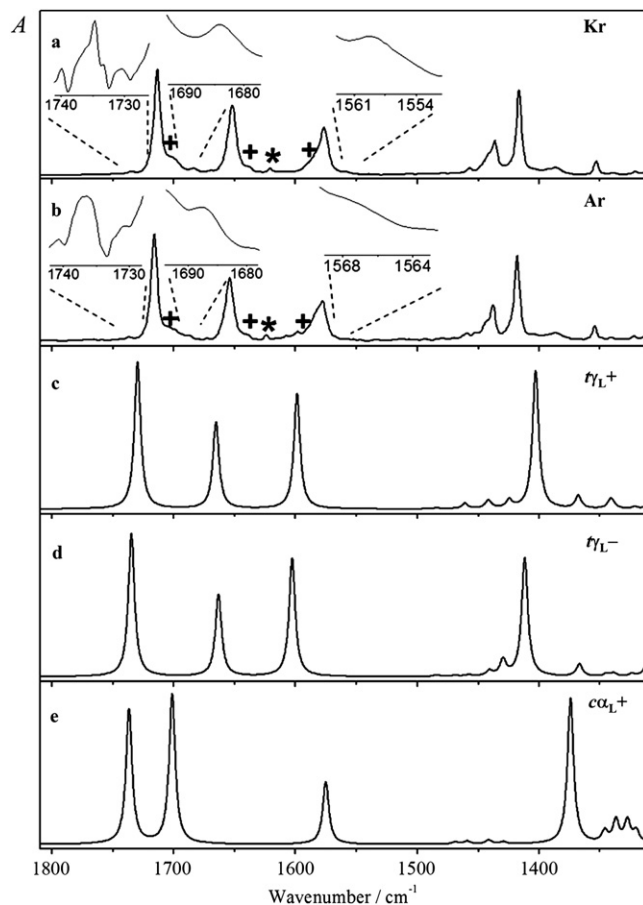 A
a
Kr
1740 1730
1690 1680
1561 1554
+ + * +
b
Ar
1740 1730
1690 1680
1568 1564
+ + * +
c
tγL+
d
tγL−
e
cαL+
1800 1700 1600 1500 1400
Wavenumber / cm-1